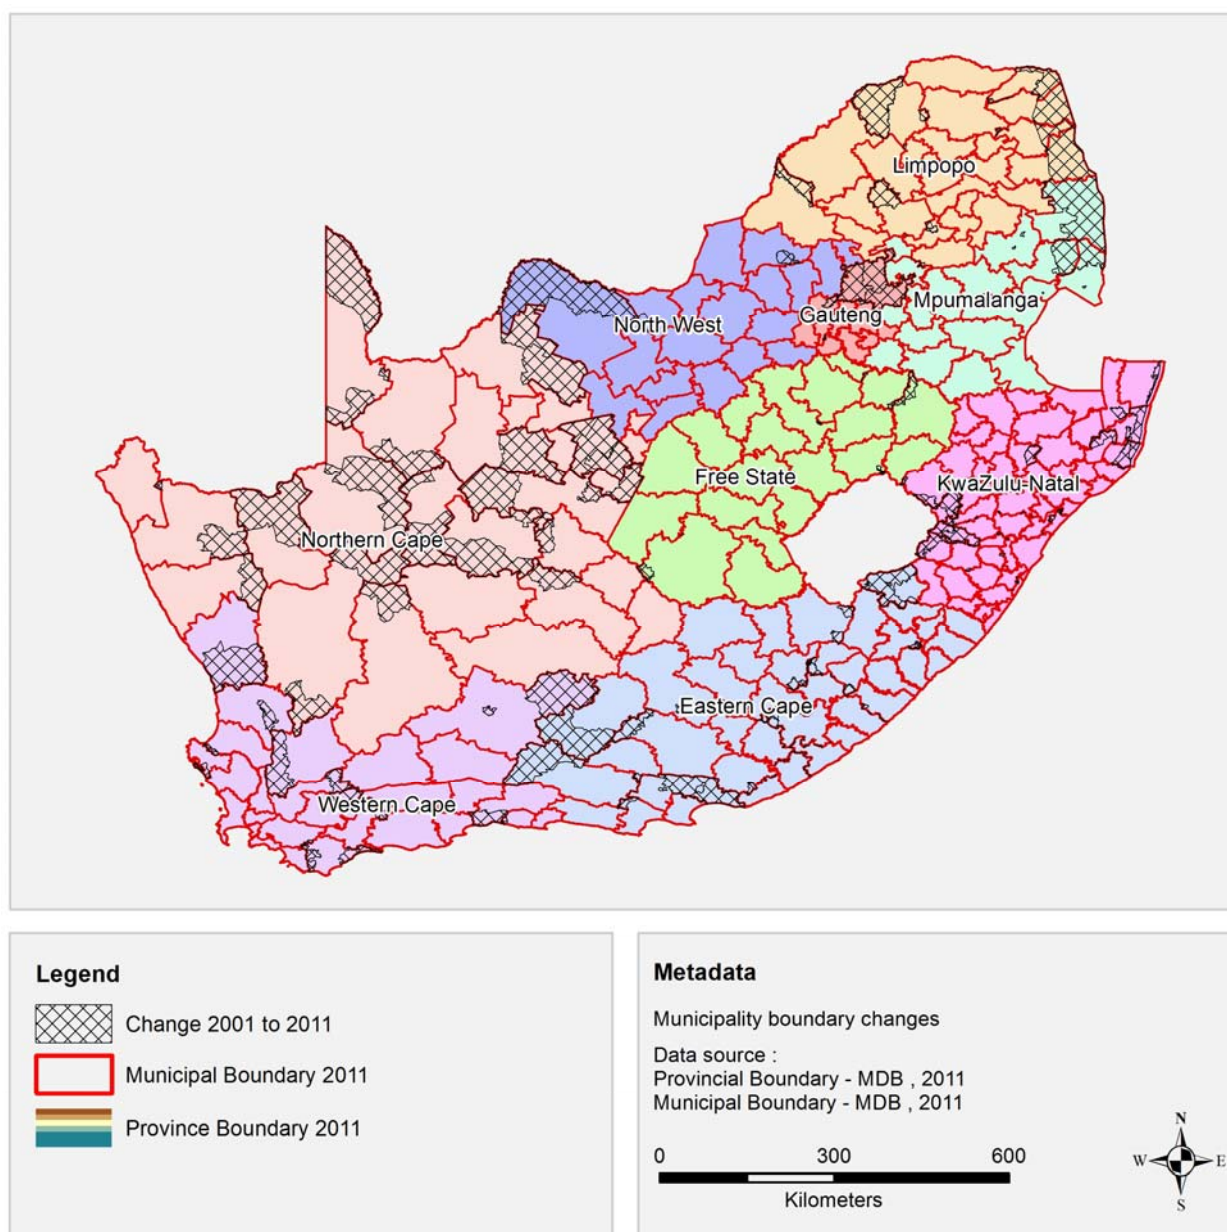 Limpopo
Mpumalanga
Gauteng
North West
Free State
KwaZulu-Natal
Northern Cape
Eastern Cape
Western Cape
Legend
Change 2001 to 2011
Municipal Boundary 2011
Province Boundary 2011
Metadata
Municipality boundary changes
Data source :
Provincial Boundary - MDB , 2011
Municipal Boundary - MDB , 2011
0 300 600
Kilometers
N
W E
S